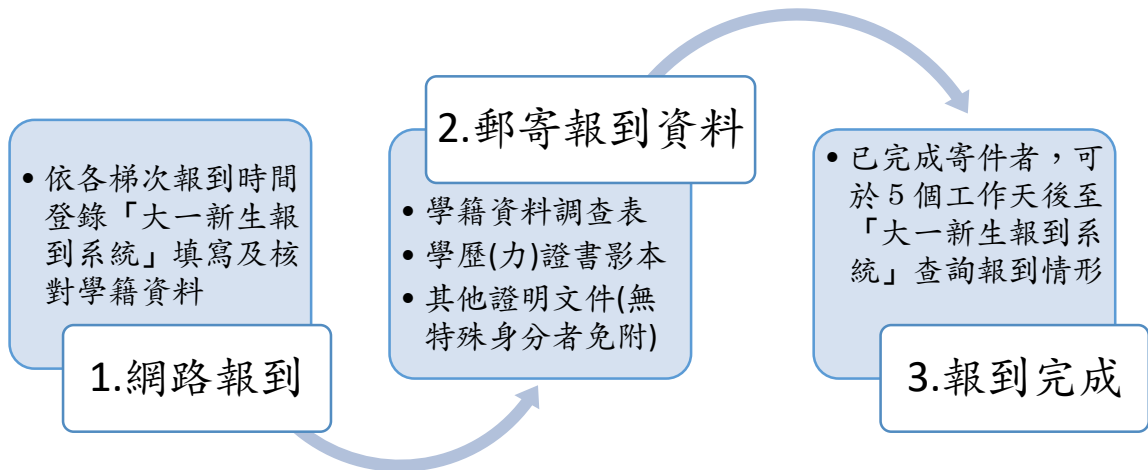 • 依各梯次報到時間
登錄「大一新生報
到系統」填寫及核
對學籍資料
1.網路報到
2.郵寄報到資料
• 學籍資料調查表
• 學歷(力)證書影本
• 其他證明文件(無
特殊身分者免附)
• 已完成寄件者，可
於5個工作天後至
「大一新生報到系
統」查詢報到情形
3.報到完成